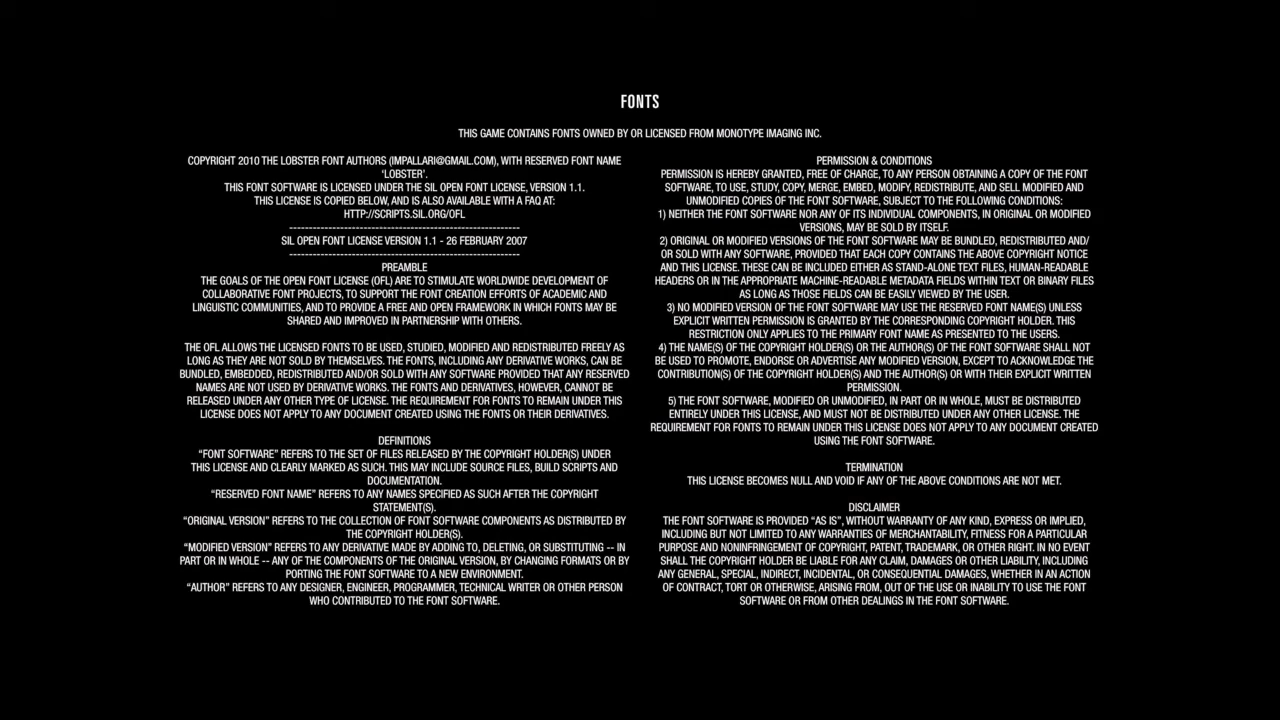 FONTS
THIS GAME CONTAINS FONTS OWNED BY OR LICENSED FROM MONOTYPE IMAGING INC.
COPYRIGHT 2010 THE LOBSTER FONT AUTHORS (IMPALLARI@GMAIL.COM), WITH RESERVED FONT NAME
‘LOBSTER’.
THIS FONT SOFTWARE IS LICENSED UNDER THE SIL OPEN FONT LICENSE, VERSION 1.1.
THIS LICENSE IS COPIED BELOW, AND IS ALSO AVAILABLE WITH A FAQ AT:
HTTP://SCRIPTS.SIL.ORG/OFL
-----------------------------------------------------------
SIL OPEN FONT LICENSE VERSION 1.1 - 26 FEBRUARY 2007
-----------------------------------------------------------
PREAMBLE
THE GOALS OF THE OPEN FONT LICENSE (OFL) ARE TO STIMULATE WORLDWIDE DEVELOPMENT OF
COLLABORATIVE FONT PROJECTS, TO SUPPORT THE FONT CREATION EFFORTS OF ACADEMIC AND
LINGUISTIC COMMUNITIES, AND TO PROVIDE A FREE AND OPEN FRAMEWORK IN WHICH FONTS MAY BE
SHARED AND IMPROVED IN PARTNERSHIP WITH OTHERS.
THE OFL ALLOWS THE LICENSED FONTS TO BE USED, STUDIED, MODIFIED AND REDISTRIBUTED FREELY AS
LONG AS THEY ARE NOT SOLD BY THEMSELVES. THE FONTS, INCLUDING ANY DERIVATIVE WORKS, CAN BE
BUNDLED, EMBEDDED, REDISTRIBUTED AND/OR SOLD WITH ANY SOFTWARE PROVIDED THAT ANY RESERVED
NAMES ARE NOT USED BY DERIVATIVE WORKS. THE FONTS AND DERIVATIVES, HOWEVER, CANNOT BE
RELEASED UNDER ANY OTHER TYPE OF LICENSE. THE REQUIREMENT FOR FONTS TO REMAIN UNDER THIS
LICENSE DOES NOT APPLY TO ANY DOCUMENT CREATED USING THE FONTS OR THEIR DERIVATIVES.
DEFINITIONS
“FONT SOFTWARE” REFERS TO THE SET OF FILES RELEASED BY THE COPYRIGHT HOLDER(S) UNDER
THIS LICENSE AND CLEARLY MARKED AS SUCH. THIS MAY INCLUDE SOURCE FILES, BUILD SCRIPTS AND
DOCUMENTATION.
“RESERVED FONT NAME” REFERS TO ANY NAMES SPECIFIED AS SUCH AFTER THE COPYRIGHT
STATEMENT(S).
“ORIGINAL VERSION” REFERS TO THE COLLECTION OF FONT SOFTWARE COMPONENTS AS DISTRIBUTED BY
THE COPYRIGHT HOLDER(S).
“MODIFIED VERSION” REFERS TO ANY DERIVATIVE MADE BY ADDING TO, DELETING, OR SUBSTITUTING -- IN
PART OR IN WHOLE -- ANY OF THE COMPONENTS OF THE ORIGINAL VERSION, BY CHANGING FORMATS OR BY
PORTING THE FONT SOFTWARE TO A NEW ENVIRONMENT.
“AUTHOR” REFERS TO ANY DESIGNER, ENGINEER, PROGRAMMER, TECHNICAL WRITER OR OTHER PERSON
WHO CONTRIBUTED TO THE FONT SOFTWARE.
PERMISSION & CONDITIONS
PERMISSION IS HEREBY GRANTED, FREE OF CHARGE, TO ANY PERSON OBTAINING A COPY OF THE FONT
SOFTWARE, TO USE, STUDY, COPY, MERGE, EMBED, MODIFY, REDISTRIBUTE, AND SELL MODIFIED AND
UNMODIFIED COPIES OF THE FONT SOFTWARE, SUBJECT TO THE FOLLOWING CONDITIONS:
1) NEITHER THE FONT SOFTWARE NOR ANY OF ITS INDIVIDUAL COMPONENTS, IN ORIGINAL OR MODIFIED
VERSIONS, MAY BE SOLD BY ITSELF.
2) ORIGINAL OR MODIFIED VERSIONS OF THE FONT SOFTWARE MAY BE BUNDLED, REDISTRIBUTED AND/
OR SOLD WITH ANY SOFTWARE, PROVIDED THAT EACH COPY CONTAINS THE ABOVE COPYRIGHT NOTICE
AND THIS LICENSE. THESE CAN BE INCLUDED EITHER AS STAND-ALONE TEXT FILES, HUMAN-READABLE
HEADERS OR IN THE APPROPRIATE MACHINE-READABLE METADATA FIELDS WITHIN TEXT OR BINARY FILES
AS LONG AS THOSE FIELDS CAN BE EASILY VIEWED BY THE USER.
3) NO MODIFIED VERSION OF THE FONT SOFTWARE MAY USE THE RESERVED FONT NAME(S) UNLESS
EXPLICIT WRITTEN PERMISSION IS GRANTED BY THE CORRESPONDING COPYRIGHT HOLDER. THIS
RESTRICTION ONLY APPLIES TO THE PRIMARY FONT NAME AS PRESENTED TO THE USERS.
4) THE NAME(S) OF THE COPYRIGHT HOLDER(S) OR THE AUTHOR(S) OF THE FONT SOFTWARE SHALL NOT
BE USED TO PROMOTE, ENDORSE OR ADVERTISE ANY MODIFIED VERSION, EXCEPT TO ACKNOWLEDGE THE
CONTRIBUTION(S) OF THE COPYRIGHT HOLDER(S) AND THE AUTHOR(S) OR WITH THEIR EXPLICIT WRITTEN
PERMISSION.
5) THE FONT SOFTWARE, MODIFIED OR UNMODIFIED, IN PART OR IN WHOLE, MUST BE DISTRIBUTED
ENTIRELY UNDER THIS LICENSE, AND MUST NOT BE DISTRIBUTED UNDER ANY OTHER LICENSE. THE
REQUIREMENT FOR FONTS TO REMAIN UNDER THIS LICENSE DOES NOT APPLY TO ANY DOCUMENT CREATED
USING THE FONT SOFTWARE.
TERMINATION
THIS LICENSE BECOMES NULL AND VOID IF ANY OF THE ABOVE CONDITIONS ARE NOT MET.
DISCLAIMER
THE FONT SOFTWARE IS PROVIDED “AS IS”, WITHOUT WARRANTY OF ANY KIND, EXPRESS OR IMPLIED,
INCLUDING BUT NOT LIMITED TO ANY WARRANTIES OF MERCHANTABILITY, FITNESS FOR A PARTICULAR
PURPOSE AND NONINFRINGEMENT OF COPYRIGHT, PATENT, TRADEMARK, OR OTHER RIGHT. IN NO EVENT
SHALL THE COPYRIGHT HOLDER BE LIABLE FOR ANY CLAIM, DAMAGES OR OTHER LIABILITY, INCLUDING
ANY GENERAL, SPECIAL, INDIRECT, INCIDENTAL, OR CONSEQUENTIAL DAMAGES, WHETHER IN AN ACTION
OF CONTRACT, TORT OR OTHERWISE, ARISING FROM, OUT OF THE USE OR INABILITY TO USE THE FONT
SOFTWARE OR FROM OTHER DEALINGS IN THE FONT SOFTWARE.